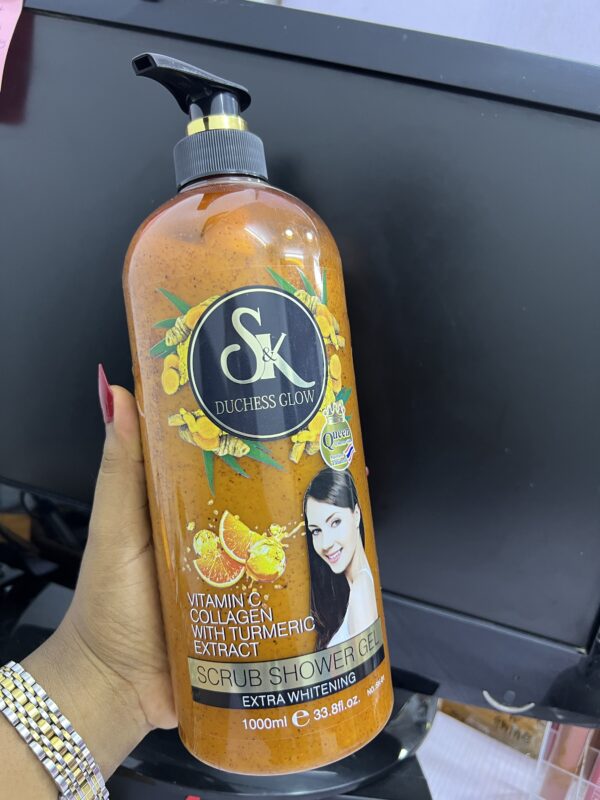 S&K
DUCHESS GLOW
Queen
VITAMIN C
COLLAGEN
WITH TURMERIC
EXTRACT
SCRUB SHOWER GEL
EXTRA WHITENING
1000ml ℮ 33.8fl.oz.